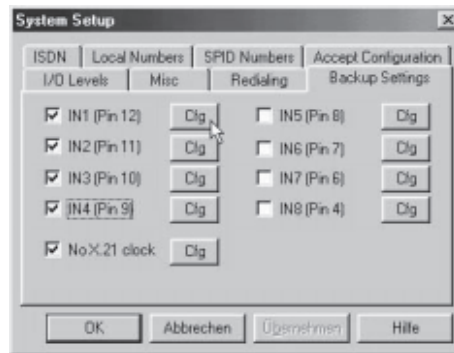 System Setup
ISDN Local Numbers SPID Numbers Accept Configuration
I/O Levels Misc Redialing Backup Settings
IN1 (Pin 12) Cfg IN5 (Pin 8) Cfg
IN2 (Pin 11) Cfg IN6 (Pin 7) Cfg
IN3 (Pin 10) Cfg IN7 (Pin 6) Cfg
IN4 (Pin 9) Cfg IN8 (Pin 4) Cfg
No X.21 clock Cfg
OK Abbrechen Übernehmen Hilfe